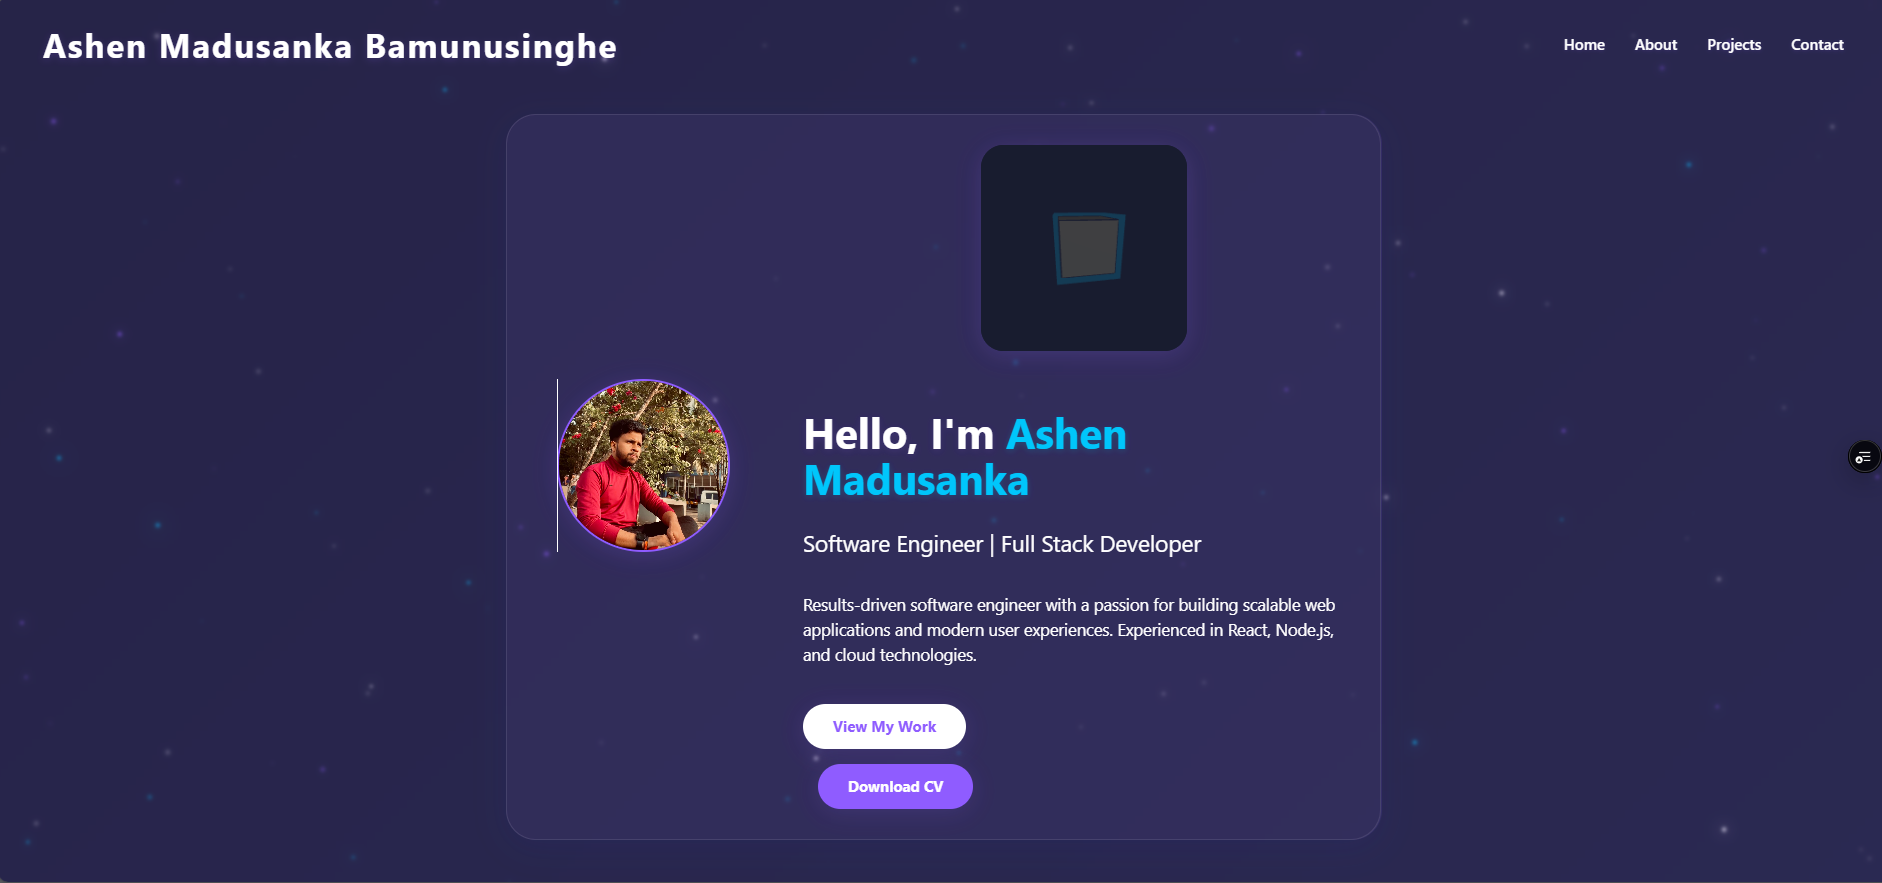 Ashen Madusanka Bamunusinghe
Home
About
Projects
Contact
Hello, I'm Ashen
Madusanka
Software Engineer | Full Stack Developer
Results-driven software engineer with a passion for building scalable web
applications and modern user experiences. Experienced in React, Node.js,
and cloud technologies.
View My Work
Download CV